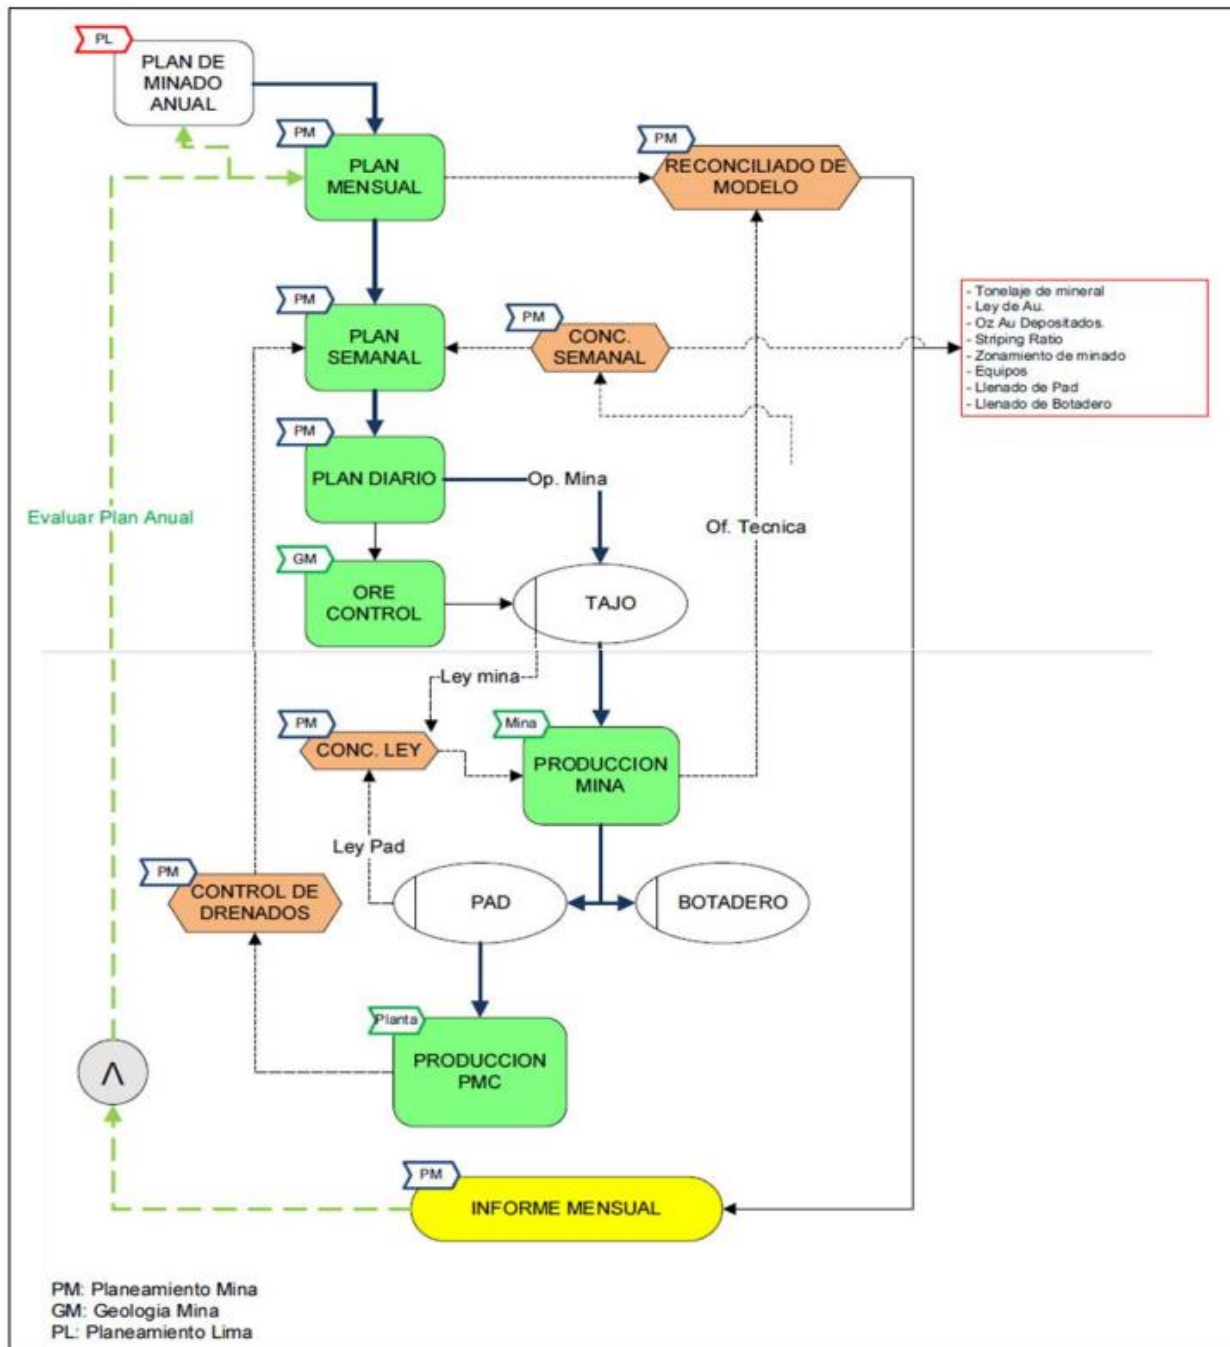 PL
PLAN DE
MINADO
ANUAL
PM
PLAN
MENSUAL
PM
RECONCILIADO DE
MODELO
PM
PLAN
SEMANAL
PM
CONC.
SEMANAL
- Tonelaje de mineral
- Ley de Au.
- Oz Au Depositados.
- Striping Ratio
- Zonamiento de minado
- Equipos
- Llenado de Pad
- Llenado de Botadero
PM
PLAN DIARIO
Op. Mina
Evaluar Plan Anual
Of. Tecnica
GM
ORE
CONTROL
TAJO
Ley mina
PM
CONC. LEY
Mina
PRODUCCION
MINA
Ley Pad
PM
CONTROL DE
DRENADOS
PAD
BOTADERO
Planta
PRODUCCION
PMC
Λ
PM
INFORME MENSUAL
PM: Planeamiento Mina
GM: Geologia Mina
PL: Planeamiento Lima